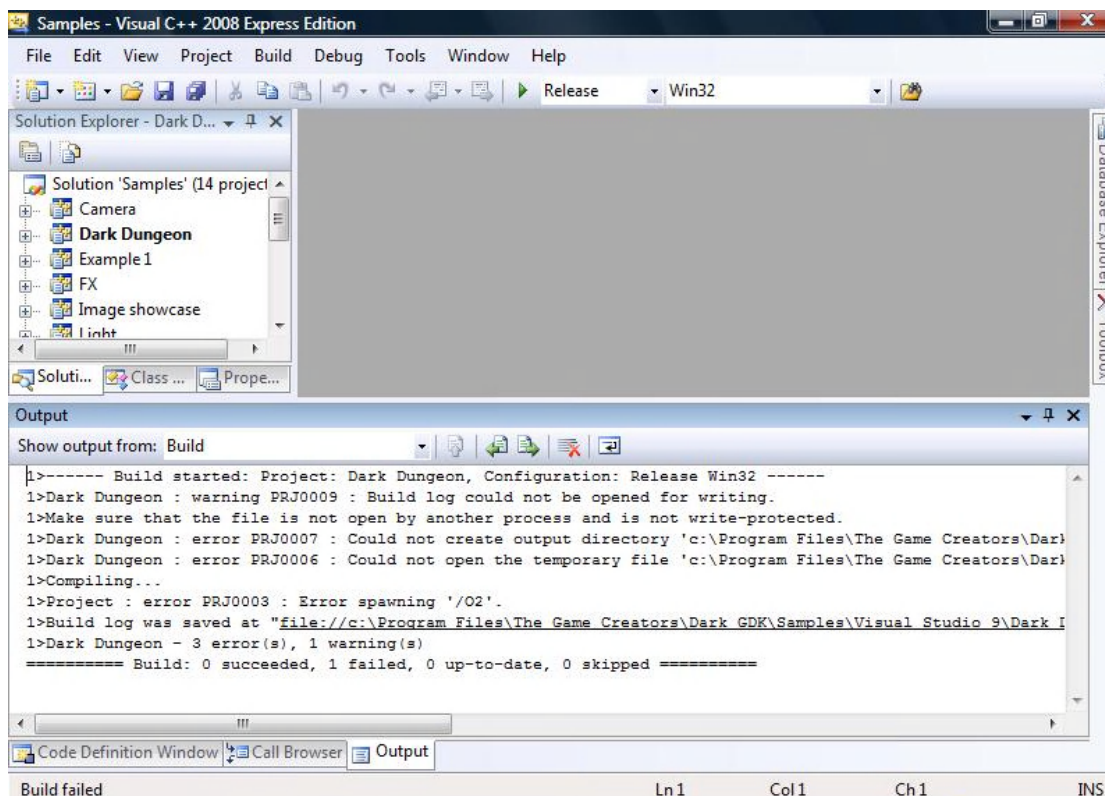 Samples - Visual C++ 2008 Express Edition
File Edit View Project Build Debug Tools Window Help
Release Win32
Solution Explorer - Dark D...
Solution 'Samples' (14 project
Camera
Dark Dungeon
Example 1
FX
Image showcase
Light
Soluti... Class ... Prope...
Database Explorer
Toolbox
Output
Show output from: Build
1>------ Build started: Project: Dark Dungeon, Configuration: Release Win32 ------
1>Dark Dungeon : warning PRJ0009 : Build log could not be opened for writing.
1>Make sure that the file is not open by another process and is not write-protected.
1>Dark Dungeon : error PRJ0007 : Could not create output directory 'c:\Program Files\The Game Creators\Dark
1>Dark Dungeon : error PRJ0006 : Could not open the temporary file 'c:\Program Files\The Game Creators\Dark
1>Compiling...
1>Project : error PRJ0003 : Error spawning '/O2'.
1>Build log was saved at "file://c:\Program Files\The Game Creators\Dark GDK\Samples\Visual Studio 9\Dark D
1>Dark Dungeon - 3 error(s), 1 warning(s)
========== Build: 0 succeeded, 1 failed, 0 up-to-date, 0 skipped ==========
Code Definition Window Call Browser Output
Build failed Ln 1 Col 1 Ch 1 INS